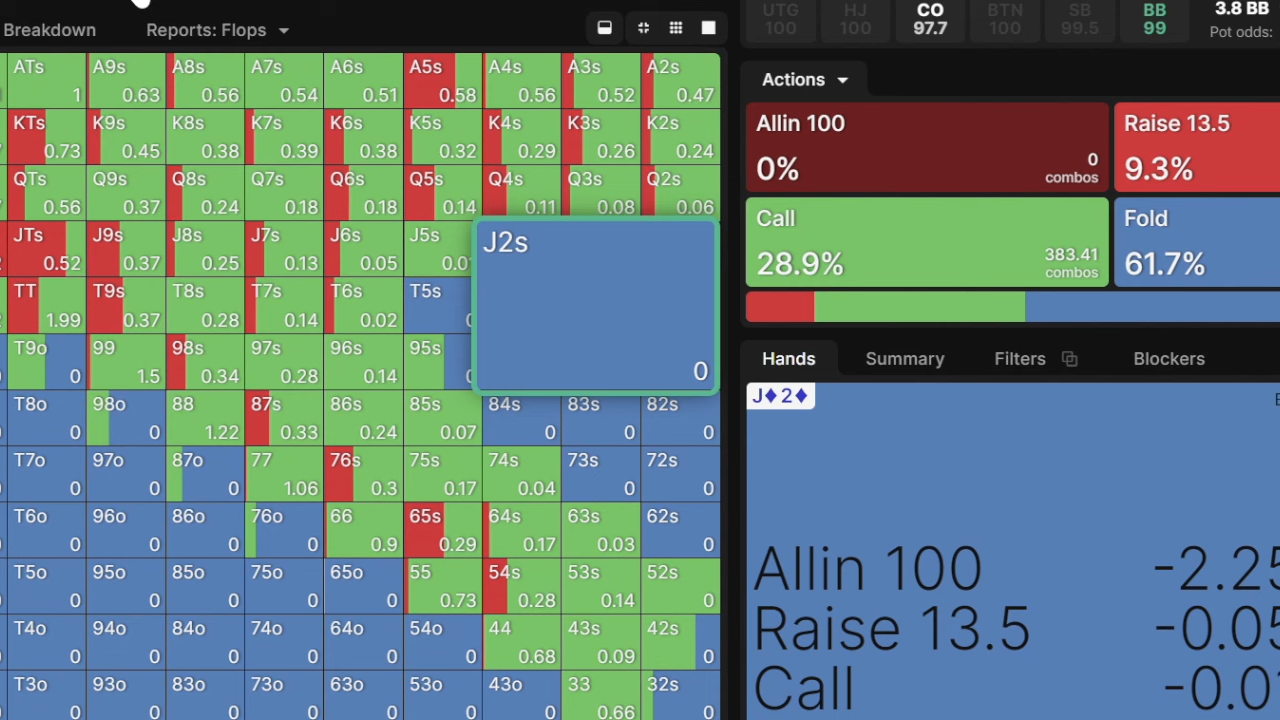 Breakdown Reports: Flops
UTG HJ CO BTN SB BB 3.8 BB
100 100 97.7 100 99.5 99 Pot odds:
ATs A9s A8s A7s A6s A5s A4s A3s A2s
1 0.63 0.56 0.54 0.51 0.58 0.56 0.52 0.47
KTs K9s K8s K7s K6s K5s K4s K3s K2s
0.73 0.45 0.38 0.39 0.38 0.32 0.29 0.26 0.24
QTs Q9s Q8s Q7s Q6s Q5s Q4s Q3s Q2s
0.56 0.37 0.24 0.18 0.18 0.14 0.11 0.08 0.06
JTs J9s J8s J7s J6s J5s J2s
0.52 0.37 0.25 0.13 0.05
TT T9s T8s T7s T6s T5s
1.99 0.37 0.28 0.14 0.02
T9o 99 98s 97s 96s 95s
0 1.5 0.34 0.28 0.14 0
T8o 98o 88 87s 86s 85s 84s 83s 82s
0 0 1.22 0.33 0.24 0.07 0 0 0
T7o 97o 87o 77 76s 75s 74s 73s 72s
0 0 0 1.06 0.3 0.17 0.04 0 0
T6o 96o 86o 76o 66 65s 64s 63s 62s
0 0 0 0 0.9 0.29 0.17 0.03 0
T5o 95o 85o 75o 65o 55 54s 53s 52s
0 0 0 0 0 0.73 0.28 0.14 0
T4o 94o 84o 74o 64o 54o 44 43s 42s
0 0 0 0 0 0 0.68 0.09 0
T3o 93o 83o 73o 63o 53o 43o 33 32s
0.66
Actions
Allin 100 Raise 13.5
0% 0 combos 9.3%
Call Fold
28.9% 383.41 combos 61.7%
Hands Summary Filters Blockers
J♦2♦
Allin 100 -2.25
Raise 13.5 -0.05
Call -0.0